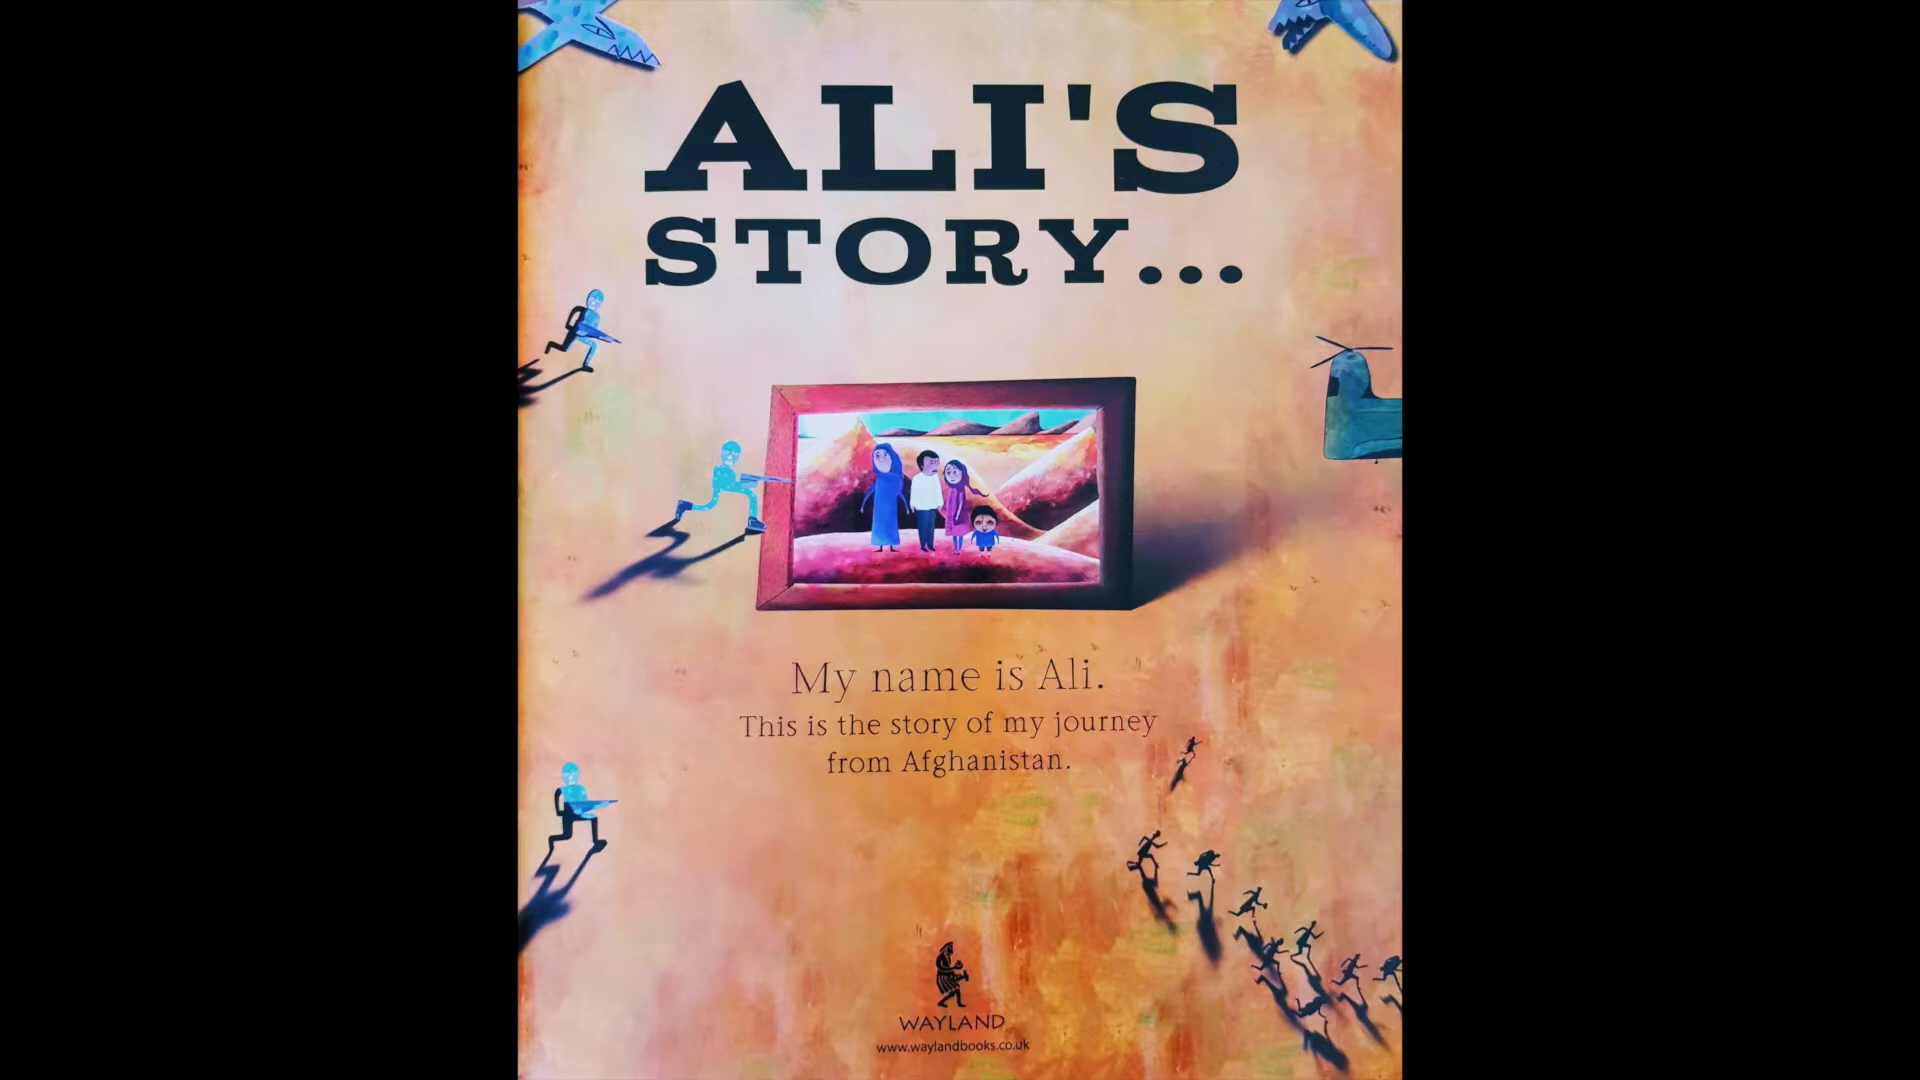 ALI'S
STORY...
My name is Ali.
This is the story of my journey
from Afghanistan.
WAYLAND
www.waylandbooks.co.uk